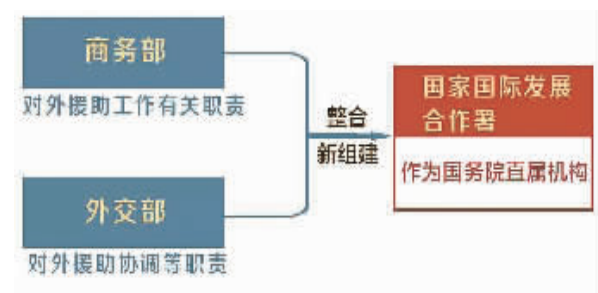 商务部
对外援助工作有关职责
外交部
对外援助协调等职责
整合
新组建
国家国际发展
合作署
作为国务院直属机构